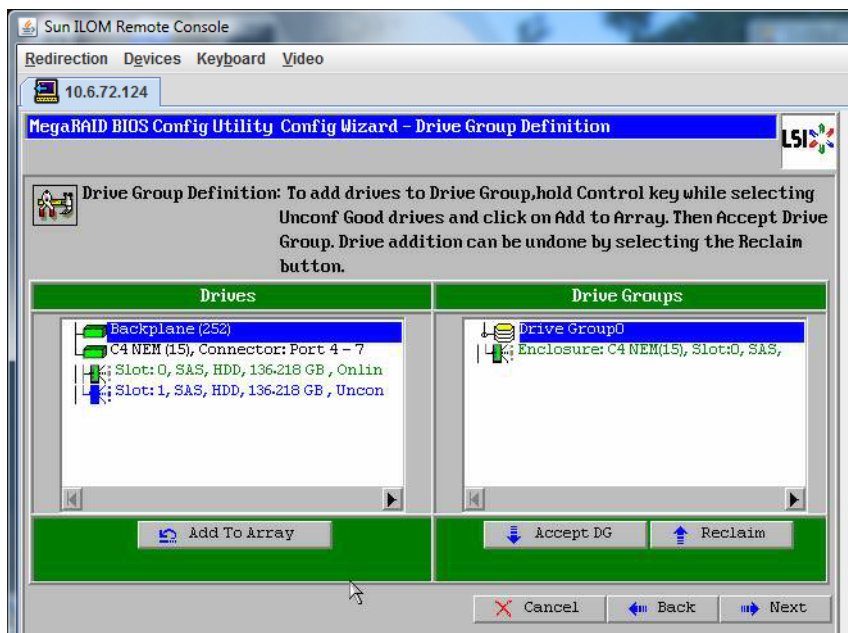 Sun ILOM Remote Console
Redirection Devices Keyboard Video
10.6.72.124
MegaRAID BIOS Config Utility Config Wizard - Drive Group Definition
LSI
Drive Group Definition: To add drives to Drive Group,hold Control key while selecting
Unconf Good drives and click on Add to Array. Then Accept Drive
Group. Drive addition can be undone by selecting the Reclaim
button.
Drives
Drive Groups
Backplane (252)
C4 NEM (15), Connector: Port 4 - 7
Slot: 0, SAS, HDD, 136.218 GB , Onlin
Slot: 1, SAS, HDD, 136.218 GB , Uncon
Drive Group0
Enclosure: C4 NEM(15), Slot:0, SAS,
Add To Array
Accept DG
Reclaim
Cancel
Back
Next